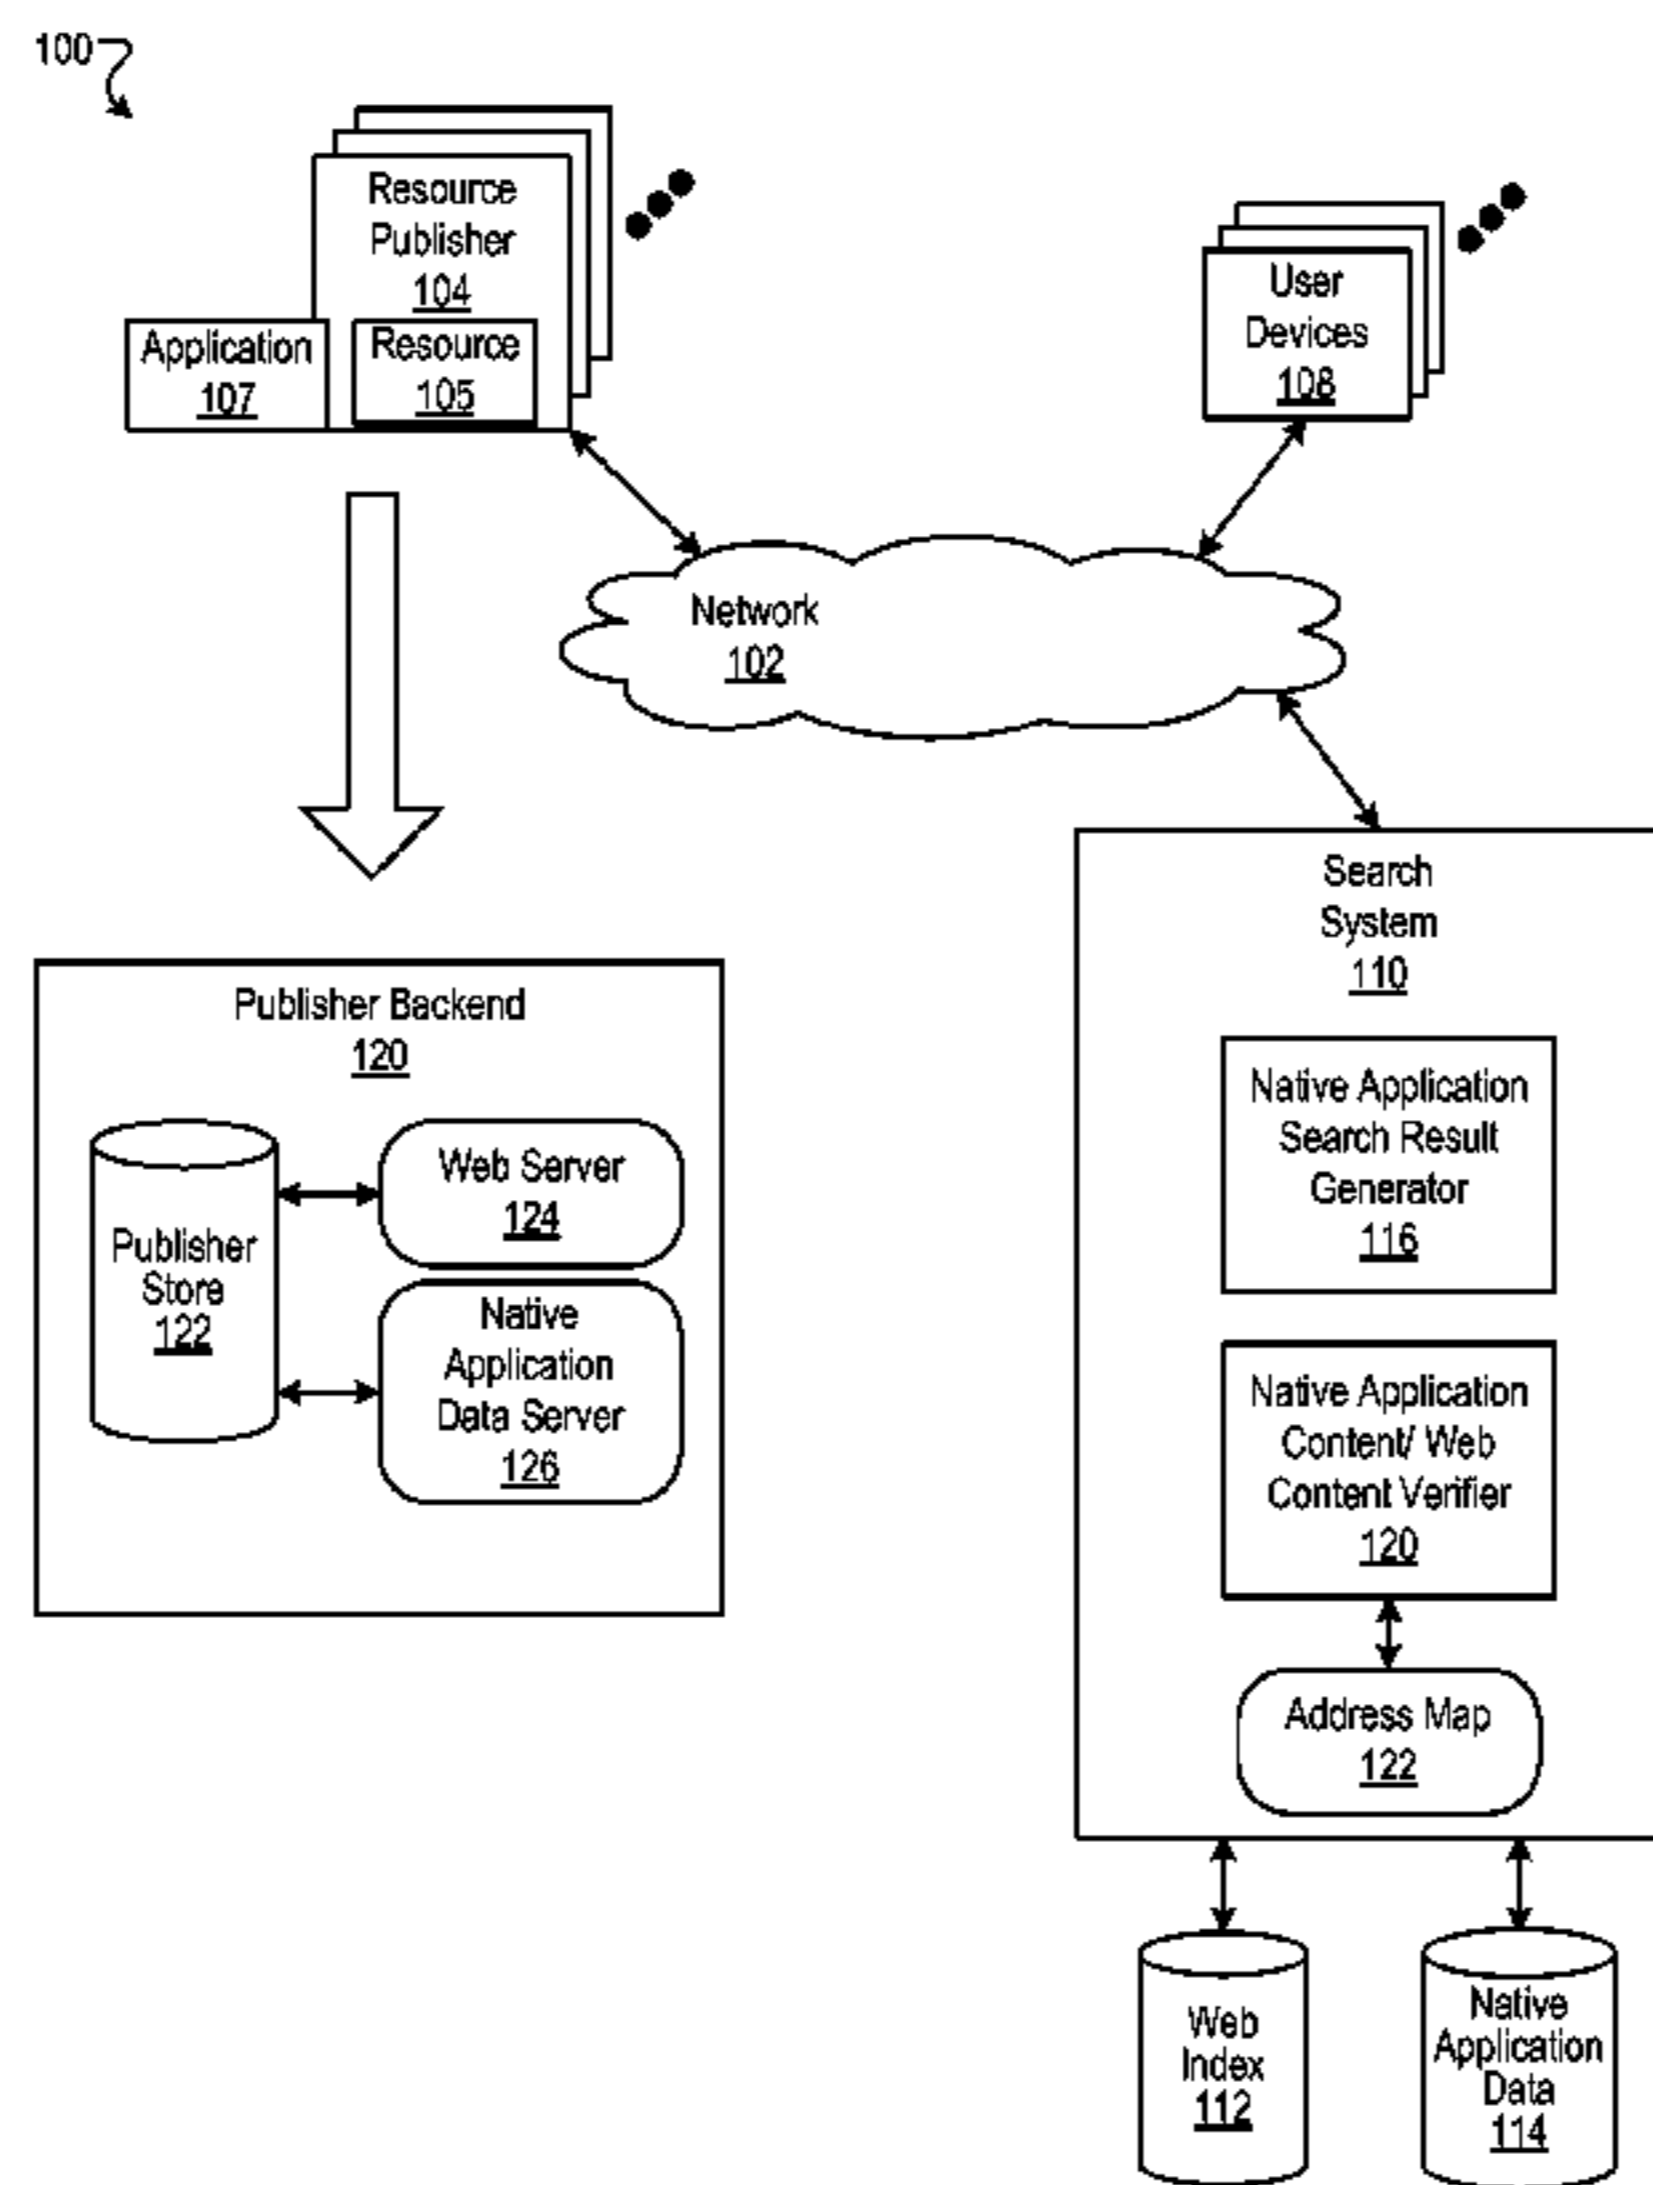 100
Resource
Publisher
104
Application
107
Resource
105
User
Devices
108
Network
102
Search
System
110
Publisher Backend
120
Publisher
Store
122
Web Server
124
Native
Application
Data Server
126
Native Application
Search Result
Generator
116
Native Application
Content/ Web
Content Verifier
120
Address Map
122
Web
Index
112
Native
Application
Data
114